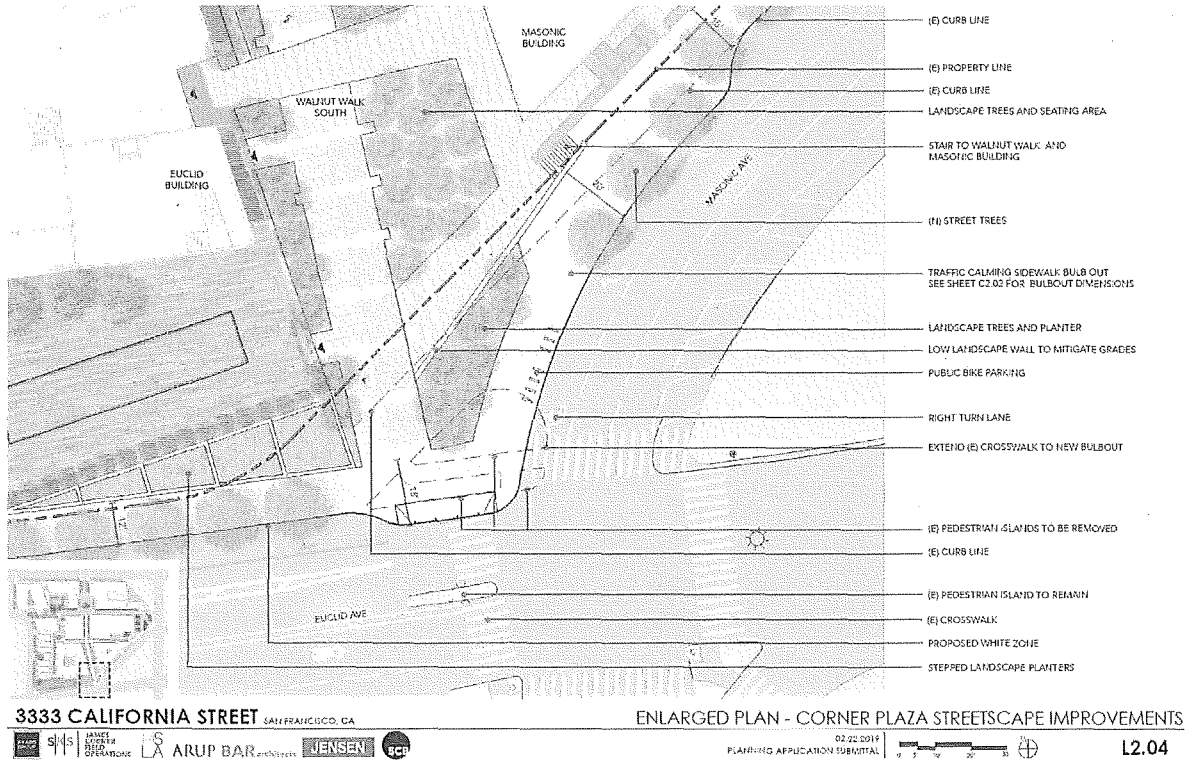 MASONIC
BUILDING
WALNUT WALK
SOUTH
EUCLID
BUILDING
MASONIC AV
EUCLID AVE
(E) CURB LINE
(E) PROPERTY LINE
(E) CURB LINE
LANDSCAPE TREES AND SEATING AREA
STAIR TO WALNUT WALK AND
MASONIC BUILDING
(N) STREET TREES
TRAFFIC CALMING SIDEWALK BULB OUT
SEE SHEET C2.02 FOR BULBOUT DIMENSIONS
LANDSCAPE TREES AND PLANTER
LOW LANDSCAPE WALL TO MITIGATE GRADES
PUBLIC BIKE PARKING
RIGHT TURN LANE
EXTEND (E) CROSSWALK TO NEW BULBOUT
(E) PEDESTRIAN ISLANDS TO BE REMOVED
(E) CURB LINE
(E) PEDESTRIAN ISLAND TO REMAIN
(E) CROSSWALK
PROPOSED WHITE ZONE
STEPPED LANDSCAPE PLANTERS
3333 CALIFORNIA STREET SAN FRANCISCO, CA
ENLARGED PLAN - CORNER PLAZA STREETSCAPE IMPROVEMENTS
JAMES
CORNER
FIELD
OPERATIONS
ARUP BAR architects JENSEN BCF
02.22.2019
PLANNING APPLICATION SUBMITTAL
L2.04